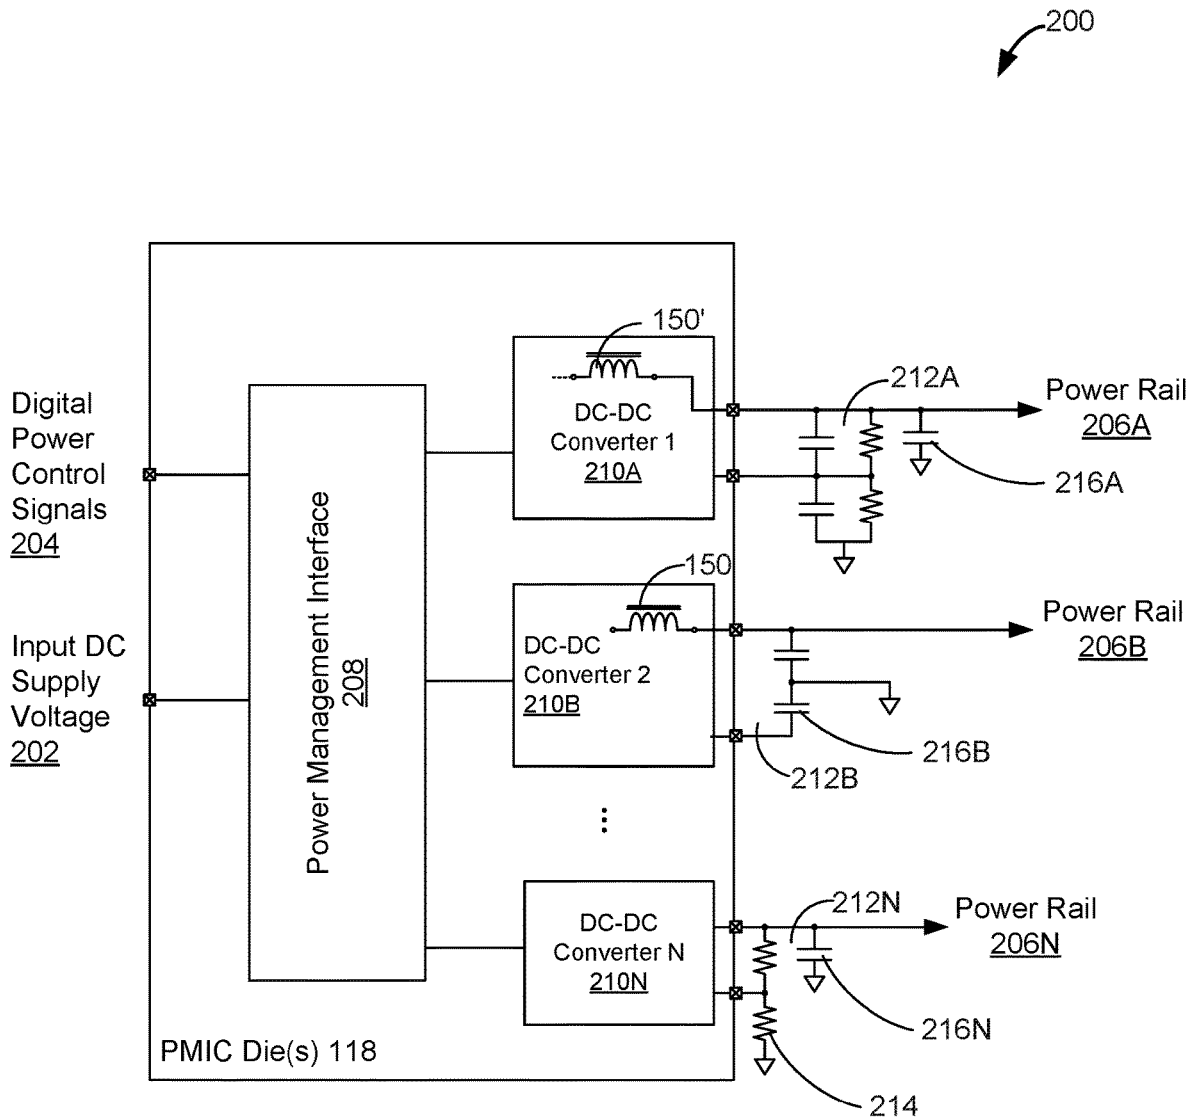 200
150'
Digital
Power
Control
Signals
204
DC-DC
Converter 1
210A
212A
Power Rail
206A
216A
Power Management Interface
208
150
Input DC
Supply
Voltage
202
DC-DC
Converter 2
210B
Power Rail
206B
212B
216B
DC-DC
Converter N
210N
212N
Power Rail
206N
216N
214
PMIC Die(s) 118